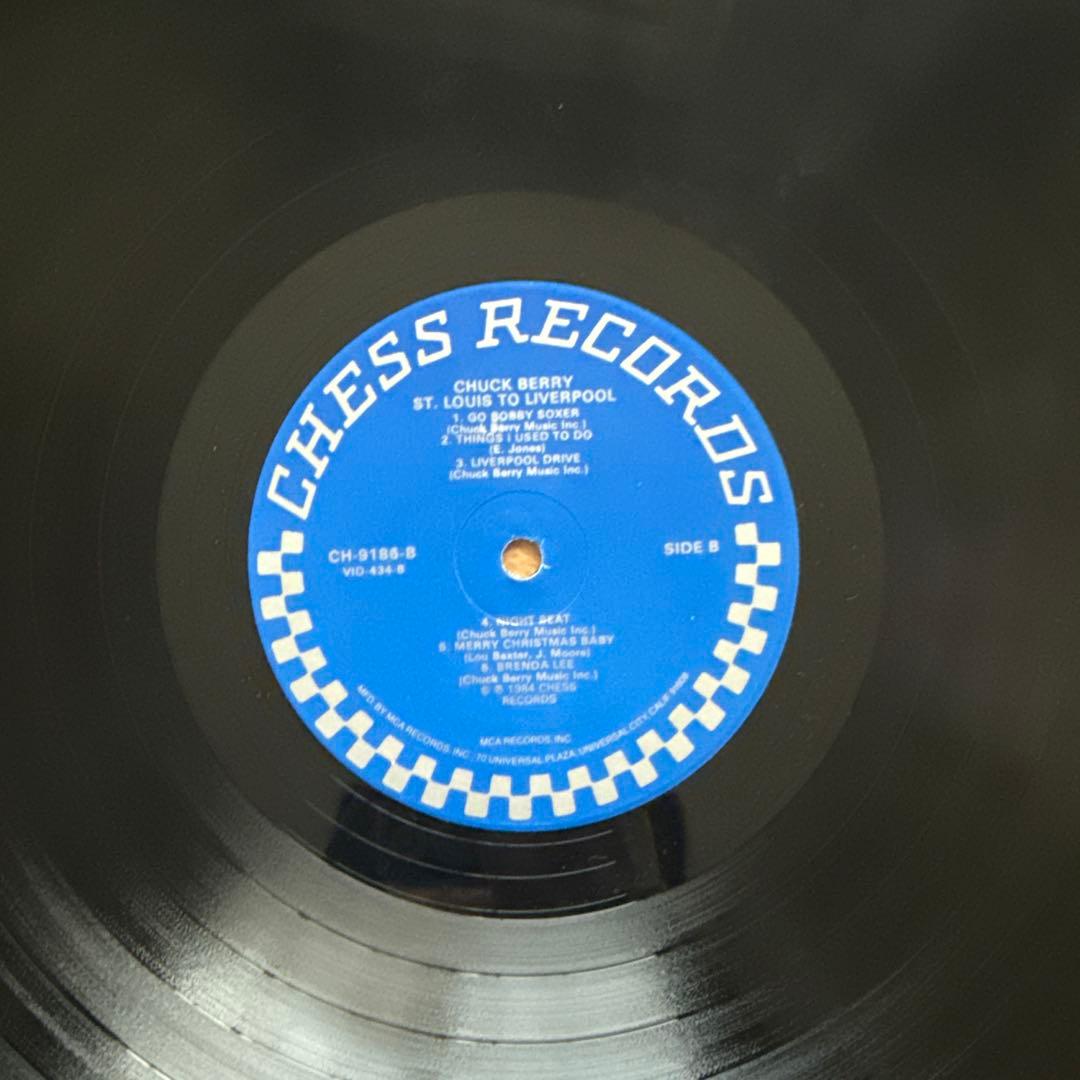 CHESS RECORDS
CHUCK BERRY
ST. LOUIS TO LIVERPOOL
1. GO BOBBY SOXER
(Chuck Berry Music Inc.)
2. THINGS I USED TO DO
(E. Jones)
3. LIVERPOOL DRIVE
(Chuck Berry Music Inc.)
CH-9186-B
VID-434-B
SIDE B
4. NIGHT BEAT
(Chuck Berry Music Inc.)
5. MERRY CHRISTMAS BABY
(Lou Baxter, J. Moore)
6. BRENDA LEE
(Chuck Berry Music Inc.)
© ℗ 1984 CHESS
RECORDS
MCA RECORDS, INC.
MFD. BY MCA RECORDS, INC., 70 UNIVERSAL PLAZA, UNIVERSAL CITY, CALIF.